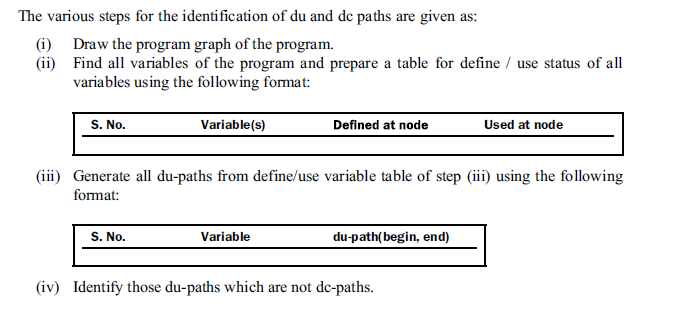 The various steps for the identification of du and dc paths are given as:
(i) Draw the program graph of the program.
(ii) Find all variables of the program and prepare a table for define / use status of all
variables using the following format:
S. No. Variable(s) Defined at node Used at node
(iii) Generate all du-paths from define/use variable table of step (iii) using the following
format:
S. No. Variable du-path(begin, end)
(iv) Identify those du-paths which are not dc-paths.